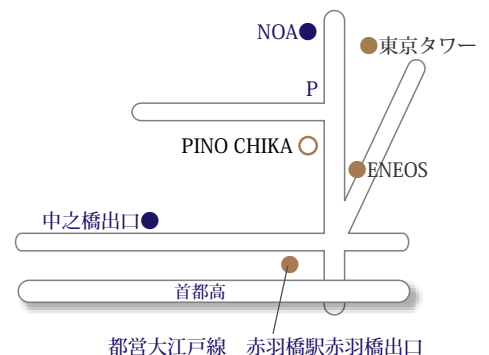 NOA
東京タワー
P
PINO CHIKA
ENEOS
中之橋出口
首都高
都営大江戸線　赤羽橋駅赤羽橋出口